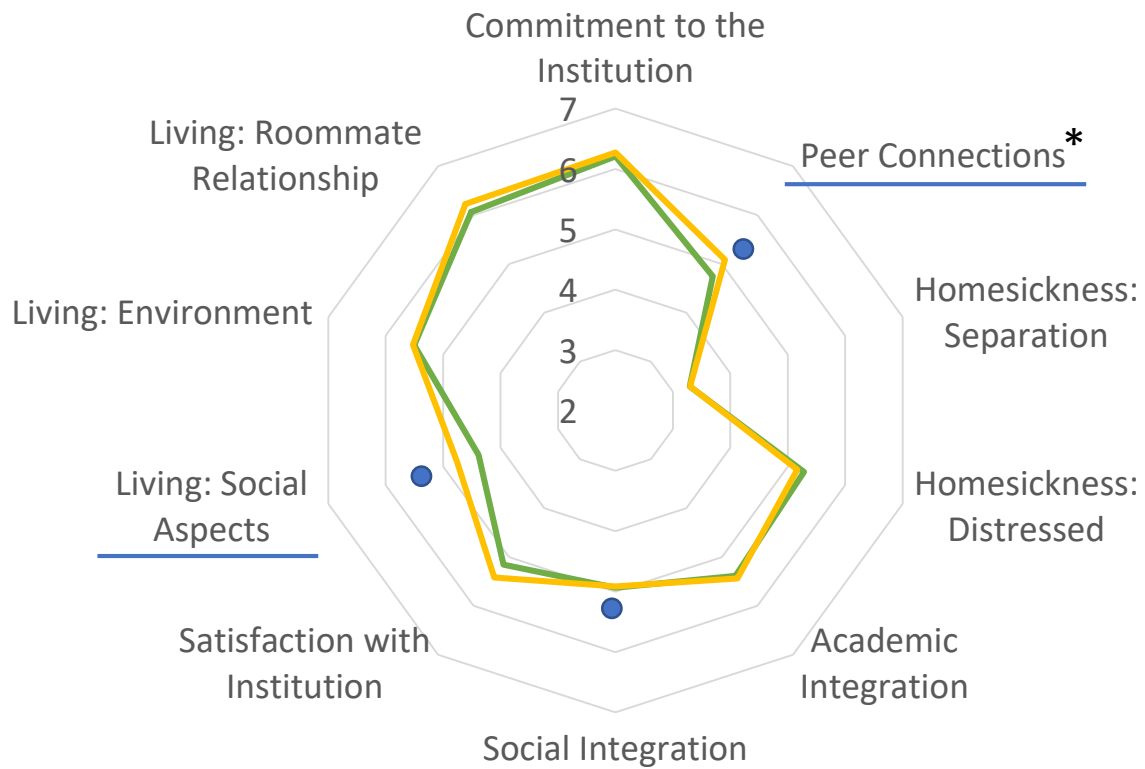 Commitment to the
Institution
7
6
5
4
3
2
Peer Connections*
Homesickness:
Separation
Homesickness:
Distressed
Academic
Integration
Social Integration
Satisfaction with
Institution
Living: Social
Aspects
Living: Environment
Living: Roommate
Relationship